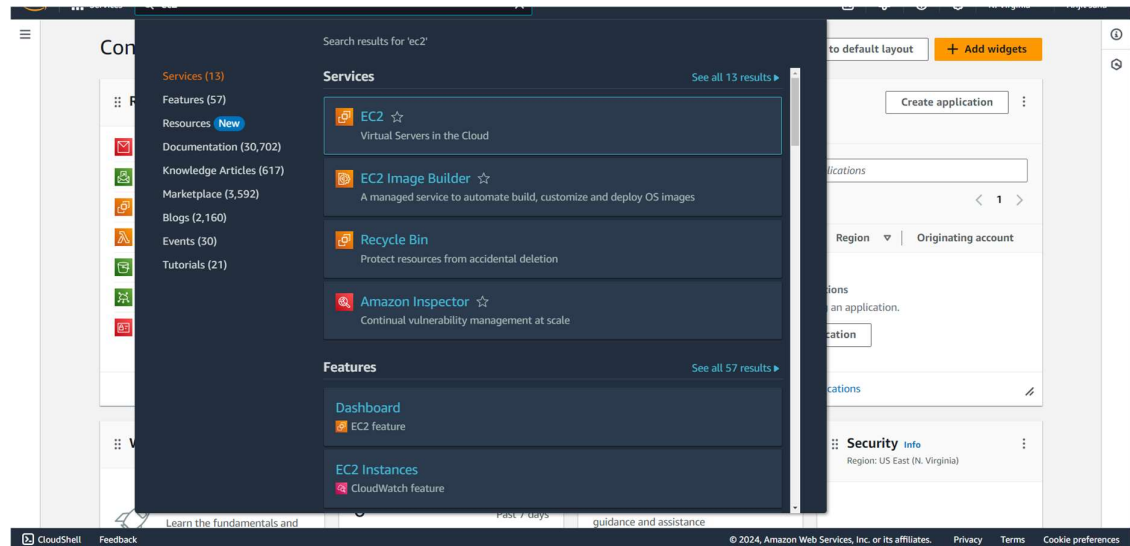 Search results for 'ec2'
Services (13)
Features (57)
Resources New
Documentation (30,702)
Knowledge Articles (617)
Marketplace (3,592)
Blogs (2,160)
Events (30)
Tutorials (21)
Services
See all 13 results
EC2
Virtual Servers in the Cloud
EC2 Image Builder
A managed service to automate build, customize and deploy OS images
Recycle Bin
Protect resources from accidental deletion
Amazon Inspector
Continual vulnerability management at scale
Features
See all 57 results
Dashboard
EC2 feature
EC2 Instances
CloudWatch feature
Con
to default layout
+ Add widgets
Create application
1
Region
Originating account
an application.
Security Info
Region: US East (N. Virginia)
Learn the fundamentals and
Past 7 days
guidance and assistance
CloudShell Feedback
© 2024, Amazon Web Services, Inc. or its affiliates. Privacy Terms Cookie preferences